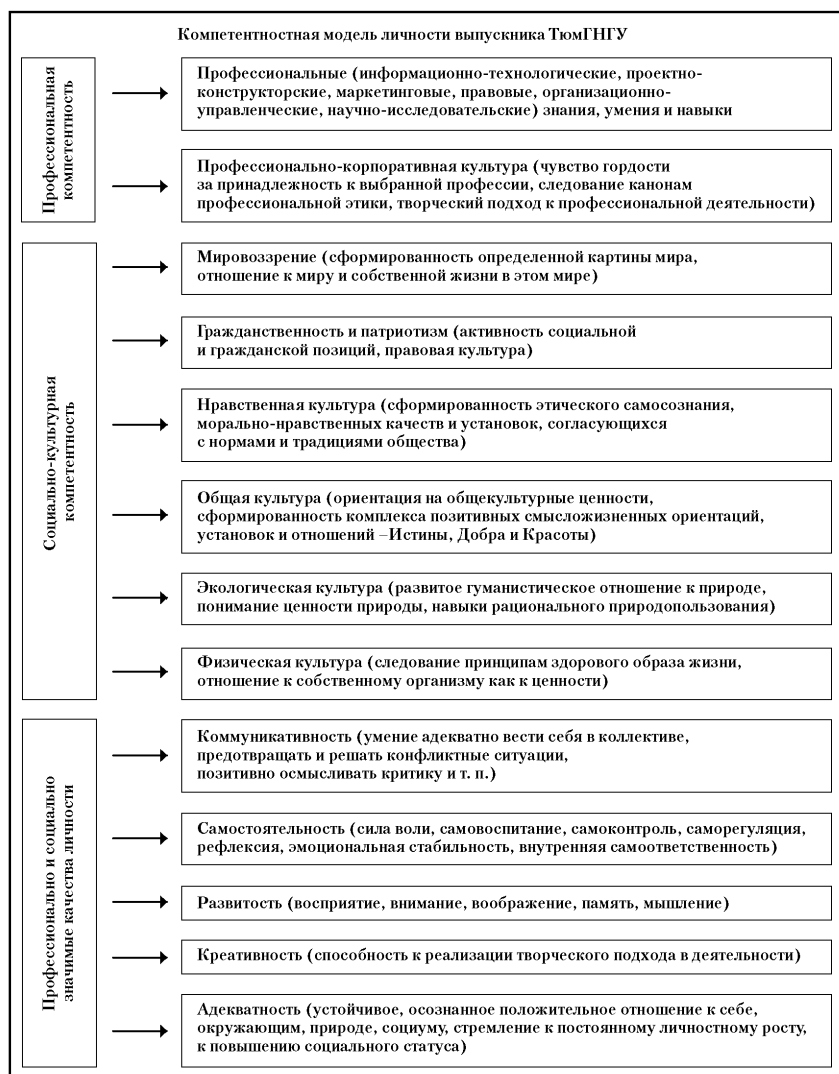 Компетентностная модель личности выпускника ТюмГНГУ
Профессиональная
компетентность
Профессиональные (информационно-технологические, проектно-
конструкторские, маркетинговые, правовые, организационно-
управленческие, научно-исследовательские) знания, умения и навыки
Профессионально-корпоративная культура (чувство гордости
за принадлежность к выбранной профессии, следование канонам
профессиональной этики, творческий подход к профессиональной деятельности)
Социально-культурная
компетентность
Мировоззрение (сформированность определенной картины мира,
отношение к миру и собственной жизни в этом мире)
Гражданственность и патриотизм (активность социальной
и гражданской позиций, правовая культура)
Нравственная культура (сформированность этического самосознания,
морально-нравственных качеств и установок, согласующихся
с нормами и традициями общества)
Общая культура (ориентация на общекультурные ценности,
сформированность комплекса позитивных смысложизненных ориентаций,
установок и отношений –Истины, Добра и Красоты)
Экологическая культура (развитое гуманистическое отношение к природе,
понимание ценности природы, навыки рационального природопользования)
Физическая культура (следование принципам здорового образа жизни,
отношение к собственному организму как к ценности)
Профессионально и социально
значимые качества личности
Коммуникативность (умение адекватно вести себя в коллективе,
предотвращать и решать конфликтные ситуации,
позитивно осмысливать критику и т. п.)
Самостоятельность (сила воли, самовоспитание, самоконтроль, саморегуляция,
рефлексия, эмоциональная стабильность, внутренняя самоответственность)
Развитость (восприятие, внимание, воображение, память, мышление)
Креативность (способность к реализации творческого подхода в деятельности)
Адекватность (устойчивое, осознанное положительное отношение к себе,
окружающим, природе, социуму, стремление к постоянному личностному росту,
к повышению социального статуса)